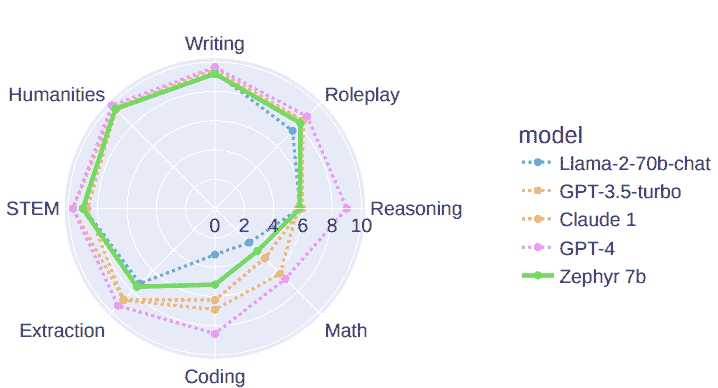 Writing
Humanities
Roleplay
model
Llama-2-70b-chat
GPT-3.5-turbo
STEM
Reasoning
0 2 4 6 8 10
Claude 1
GPT-4
Zephyr 7b
Extraction
Math
Coding